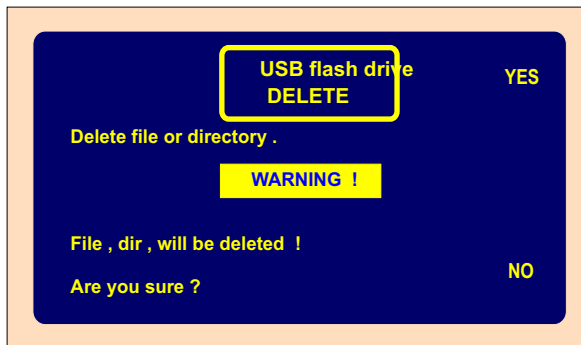 USB flash drive
DELETE
YES
Delete file or directory .
WARNING !
File , dir , will be deleted !
NO
Are you sure ?